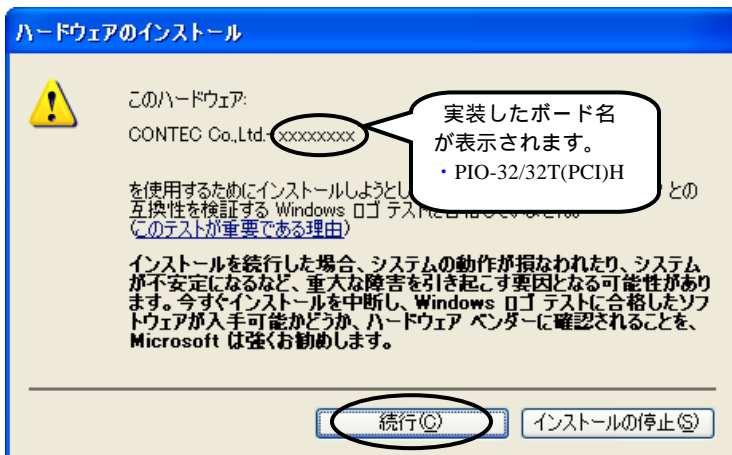 ハードウェアのインストール
このハードウェア:
CONTEC Co.,Ltd.-xxxxxxxx
実装したボード名
が表示されます。
・PIO-32/32T(PCI)H
を使用するためにインストールしようとし
との
互換性を検証する Windows ロゴ テストに合格していません。
(このテストが重要である理由)
インストールを続行した場合、システムの動作が損なわれたり、システム
が不安定になるなど、重大な障害を引き起こす要因となる可能性があり
ます。今すぐインストールを中断し、Windows ロゴ テストに合格したソフ
トウェアが入手可能かどうか、ハードウェア ベンダーに確認されることを、
Microsoft は強くお勧めします。
続行(C)
インストールの停止(S)